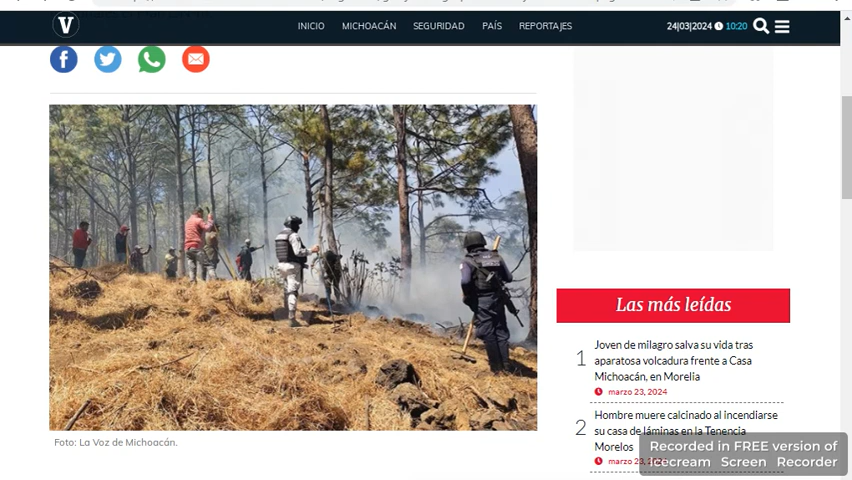 V
INICIO
MICHOACÁN
SEGURIDAD
PAÍS
REPORTAJES
24|03|2024 10:20
Foto: La Voz de Michoacán.
Las más leídas
1
Joven de milagro salva su vida tras
aparatosa volcadura frente a Casa
Michoacán, en Morelia
marzo 23, 2024
2
Hombre muere calcinado al incendiarse
su casa de láminas en la Tenencia
Morelos
marzo 23, 2024
Recorded in FREE version of
Icecream Screen Recorder